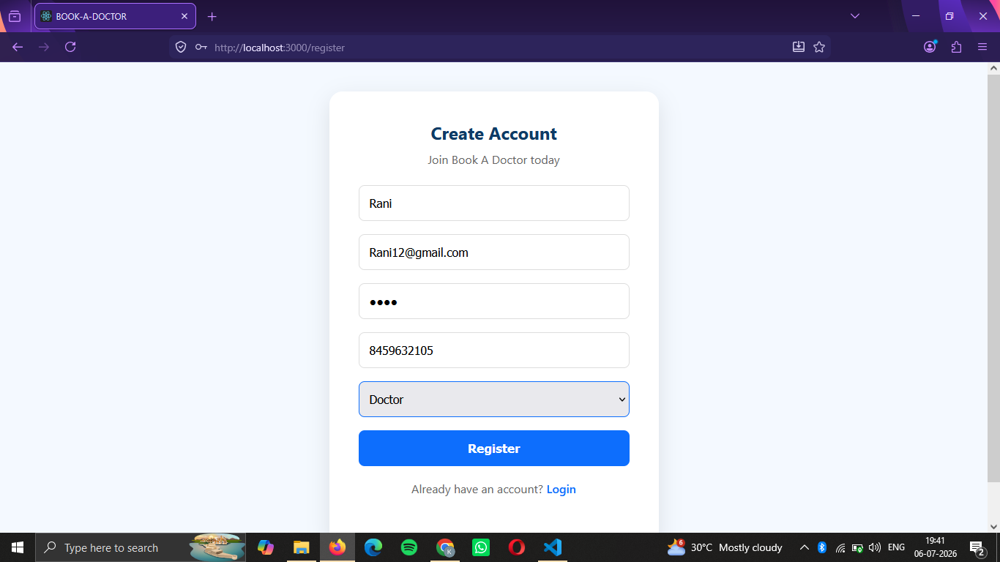 BOOK-A-DOCTOR
http://localhost:3000/register
Create Account
Join Book A Doctor today
Rani
Rani12@gmail.com
••••
8459632105
Doctor
Register
Already have an account? Login
Type here to search
K
6
30°C Mostly cloudy
ENG
19:41
06-07-2026
2